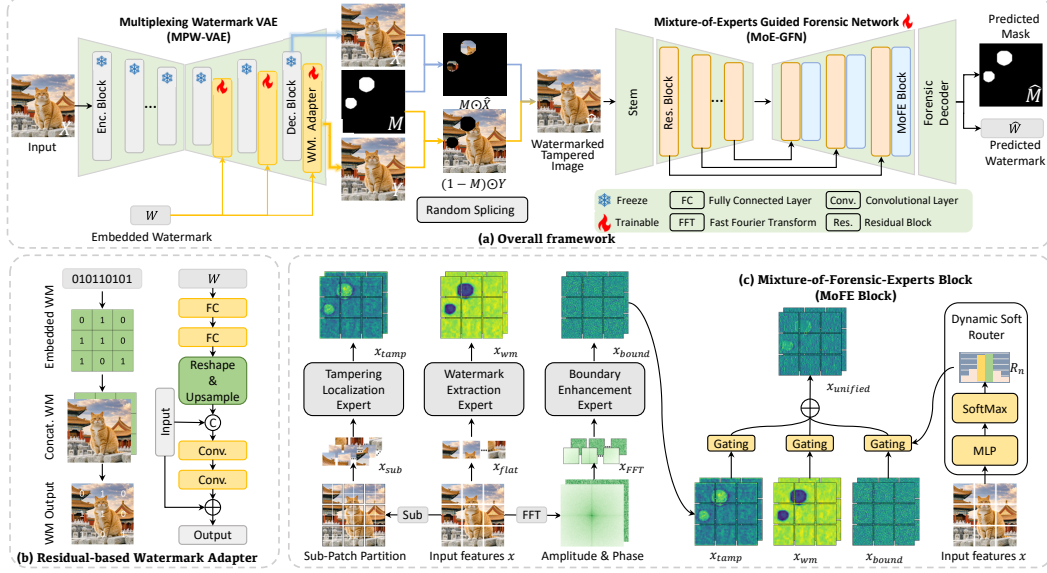 Multiplexing Watermark VAE
(MPW-VAE)
Input
X
Enc. Block
...
Dec. Block
WM. Adapter
W
Embedded Watermark
X̂
M
Y
M⊙X̂
(1 − M)⊙Y
Random Splicing
Ŷ
Watermarked
Tampered
Image
Mixture-of-Experts Guided Forensic Network
(MoE-GFN)
Stem
Res. Block
...
MoFE Block
Forensic
Decoder
Predicted
Mask
M̂
Ŵ
Predicted
Watermark
Freeze
FC
Fully Connected Layer
Conv.
Convolutional Layer
Trainable
FFT
Fast Fourier Transform
Res.
Residual Block
(a) Overall framework
Embedded WM
010110101
0 1 0
1 1 0
1 0 1
Concat. WM
WM Output
0 1 0
W
FC
FC
Reshape
&
Upsample
Input
C
Conv.
Conv.
Output
(b) Residual-based Watermark Adapter
x_tamp
x_wm
x_bound
Tampering
Localization
Expert
Watermark
Extraction
Expert
Boundary
Enhancement
Expert
x_sub
x_flat
x_FFT
Sub
FFT
Sub-Patch Partition
Input features x
Amplitude & Phase
(c) Mixture-of-Forensic-Experts Block
(MoFE Block)
x_unified
Gating
Gating
Gating
x_tamp
x_wm
x_bound
Dynamic Soft
Router
R_n
SoftMax
MLP
Input features x